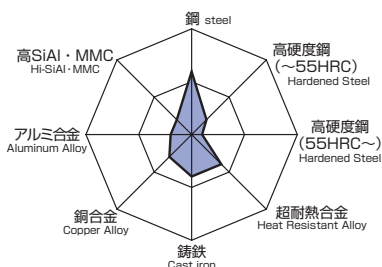 鋼 steel
高硬度鋼
(～55HRC)
Hardened Steel
高硬度鋼
(55HRC～)
Hardened Steel
超耐熱合金
Heat Resistant Alloy
鋳鉄
Cast iron
銅合金
Copper Alloy
アルミ合金
Aluminum Alloy
高SiAl・MMC
Hi-SiAl・MMC